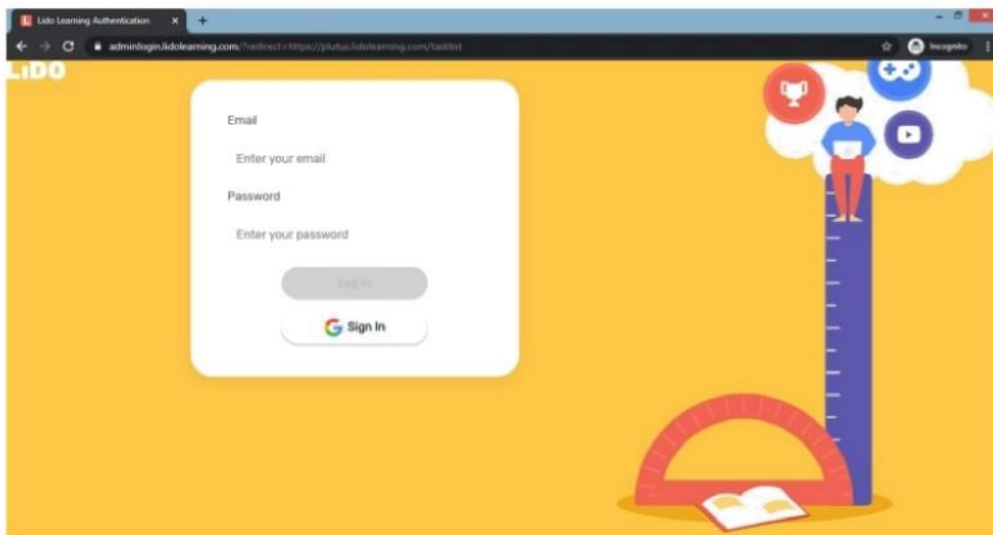 Lido Learning Authentication
adminlogin.lidolearning.com/?redirect=https://plutus.lidolearning.com/tasklist
Incognito
LiDO
Email
Enter your email
Password
Enter your password
Log In
Sign In